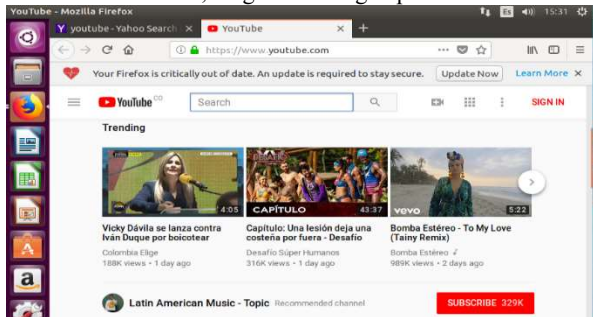 YouTube - Mozilla Firefox
Es 15:31
youtube - Yahoo Search
YouTube
https://www.youtube.com
Your Firefox is critically out of date. An update is required to stay secure.
Update Now
Learn More
YouTube CO
Search
SIGN IN
Trending
4:05
CAPÍTULO
43:37
vevo
5:22
Vicky Dávila se lanza contra
Iván Duque por boicotear
Colombia Elige
188K views • 1 day ago
Capítulo: Una lesión deja una
costeña por fuera - Desafío
Desafío Súper Humanos
316K views • 1 day ago
Bomba Estéreo - To My Love
(Tainy Remix)
Bomba Estéreo
989K views • 2 days ago
Latin American Music - Topic Recommended channel
SUBSCRIBE 329K